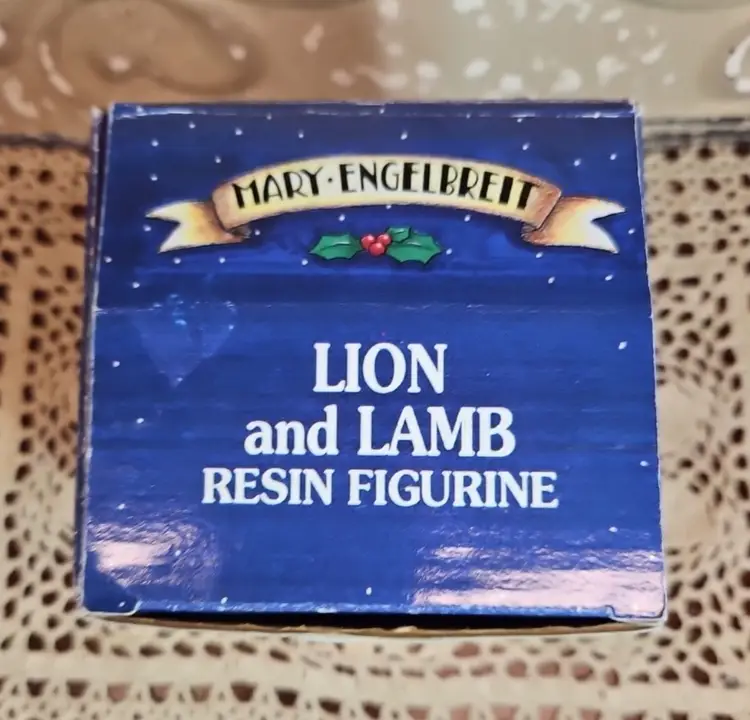 MARY·ENGELBREIT
LION
and LAMB
RESIN FIGURINE